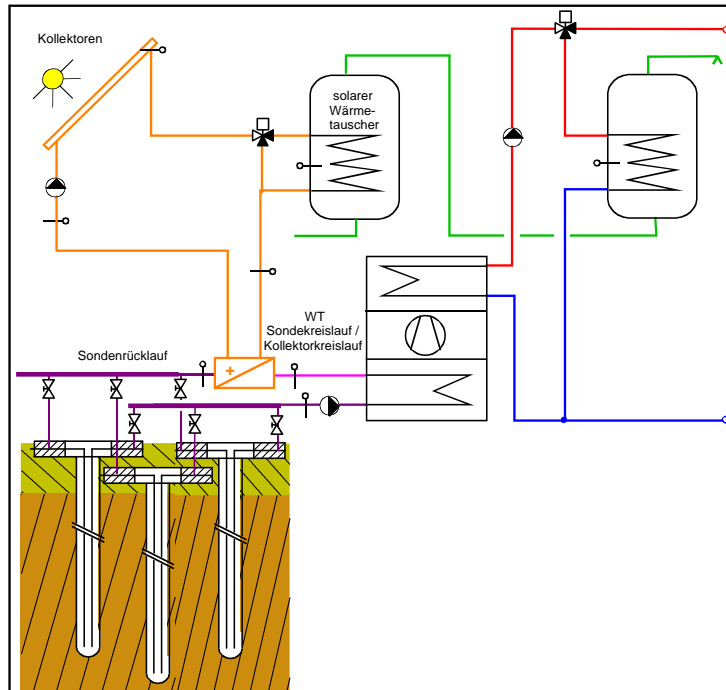 Kollektoren
solarer
Wärme-
tauscher
WT
Sondekreislauf /
Kollektorkreislauf
Sondenrücklauf
+